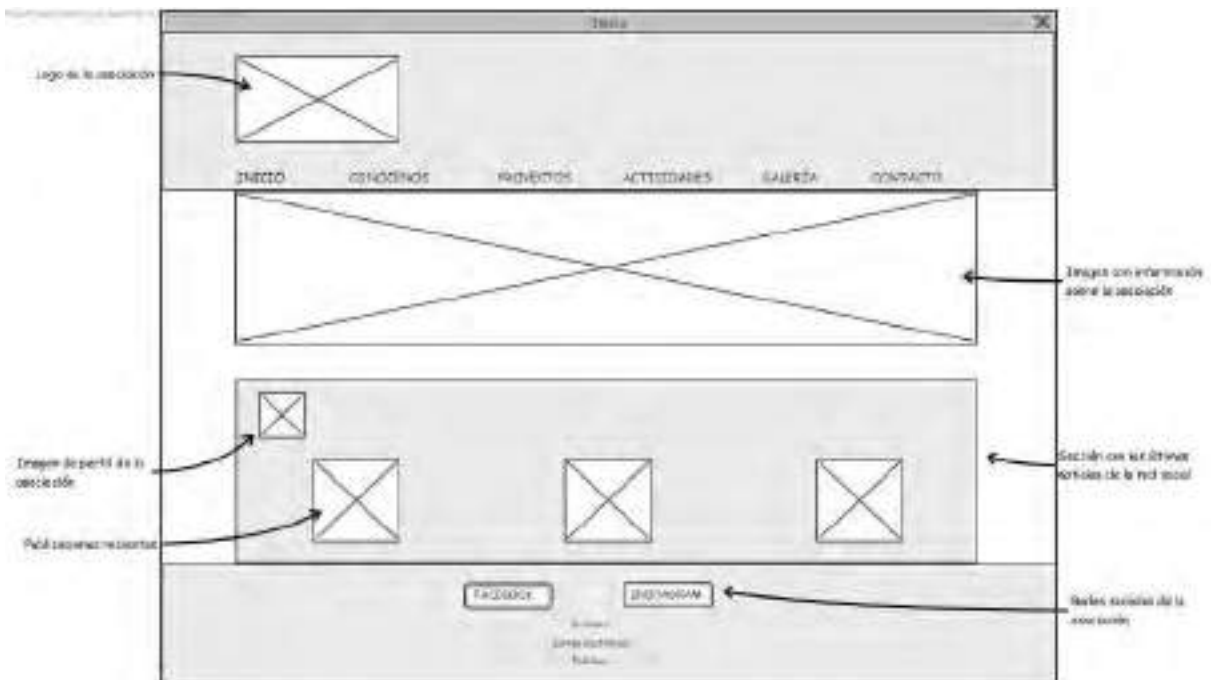 Inicio
Logo de la asociación
INICIO CONÓCENOS PROYECTOS ACTIVIDADES GALERÍA CONTACTO
Imagen con información
sobre la asociación
Imagen de perfil de la
asociación
Sección con las últimas
noticias de la red social
Publicaciones recientes
FACEBOOK INSTAGRAM
Redes sociales de la
asociación